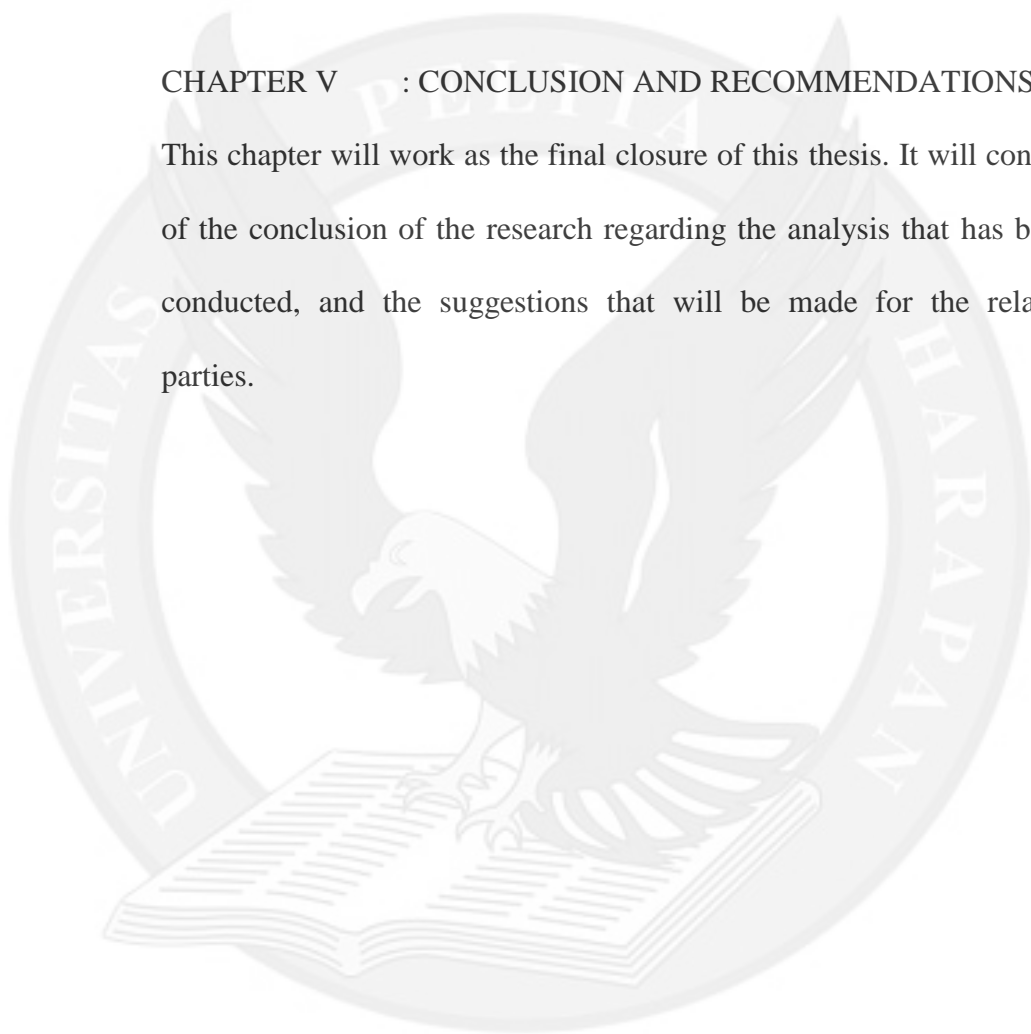 CHAPTER V : CONCLUSION AND RECOMMENDATIONS
This chapter will work as the final closure of this thesis. It will con
of the conclusion of the research regarding the analysis that has b
conducted, and the suggestions that will be made for the rela
parties.
UNIVERSITAS PELITA HARAPAN